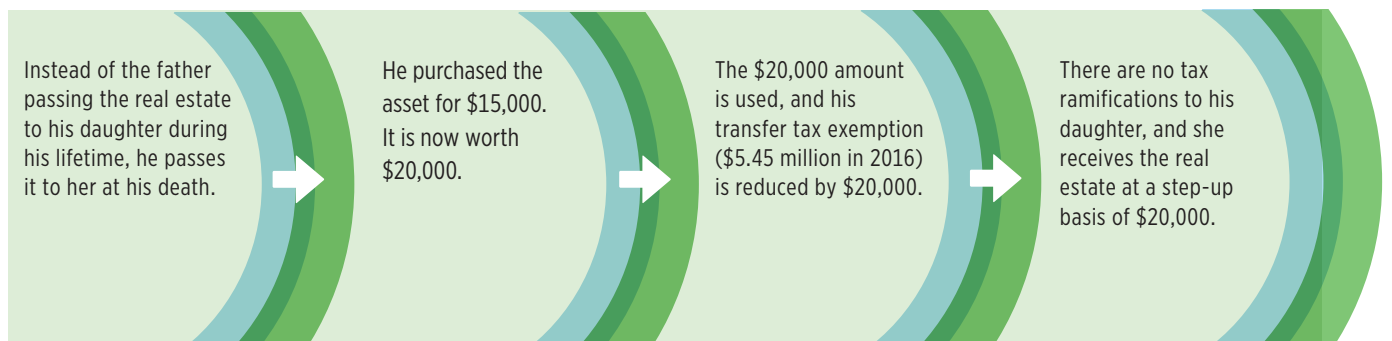 Instead of the father
passing the real estate
to his daughter during
his lifetime, he passes
it to her at his death.
He purchased the
asset for $15,000.
It is now worth
$20,000.
The $20,000 amount
is used, and his
transfer tax exemption
($5.45 million in 2016)
is reduced by $20,000.
There are no tax
ramifications to his
daughter, and she
receives the real
estate at a step-up
basis of $20,000.